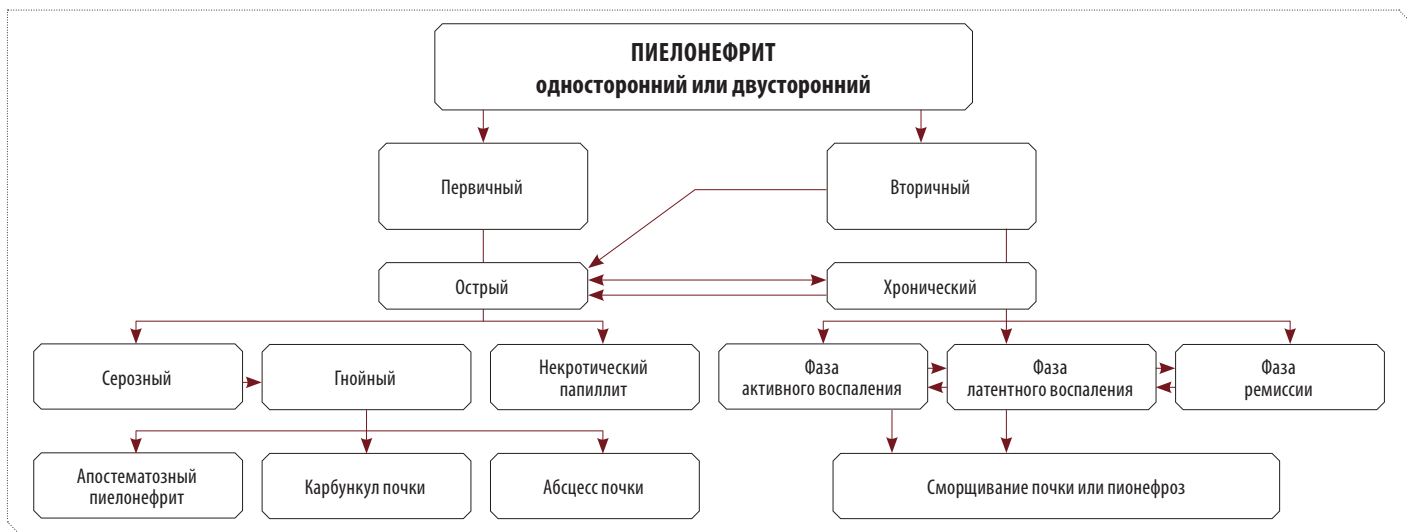 ПИЕЛОНЕФРИТ
односторонний или двусторонний
Первичный
Вторичный
Острый
Хронический
Серозный
Гнойный
Некротический
папиллит
Фаза
активного воспаления
Фаза
латентного воспаления
Фаза
ремиссии
Апостематозный
пиелонефрит
Карбункул почки
Абсцесс почки
Сморщивание почки или пионефроз